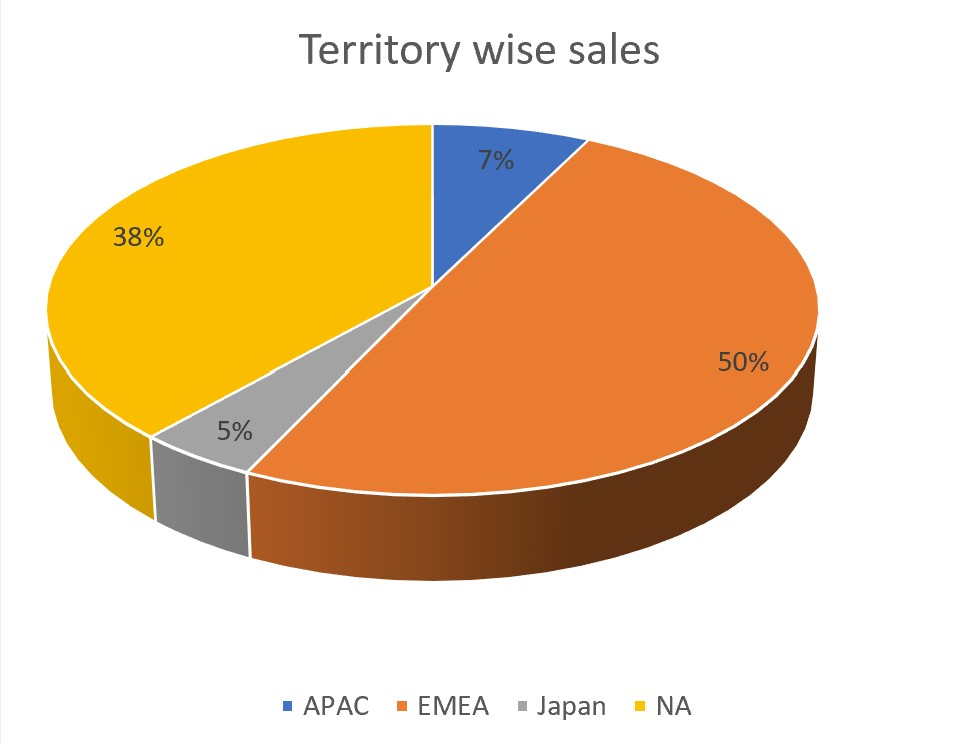 Territory wise sales
7%
38%
50%
5%
APAC EMEA Japan NA